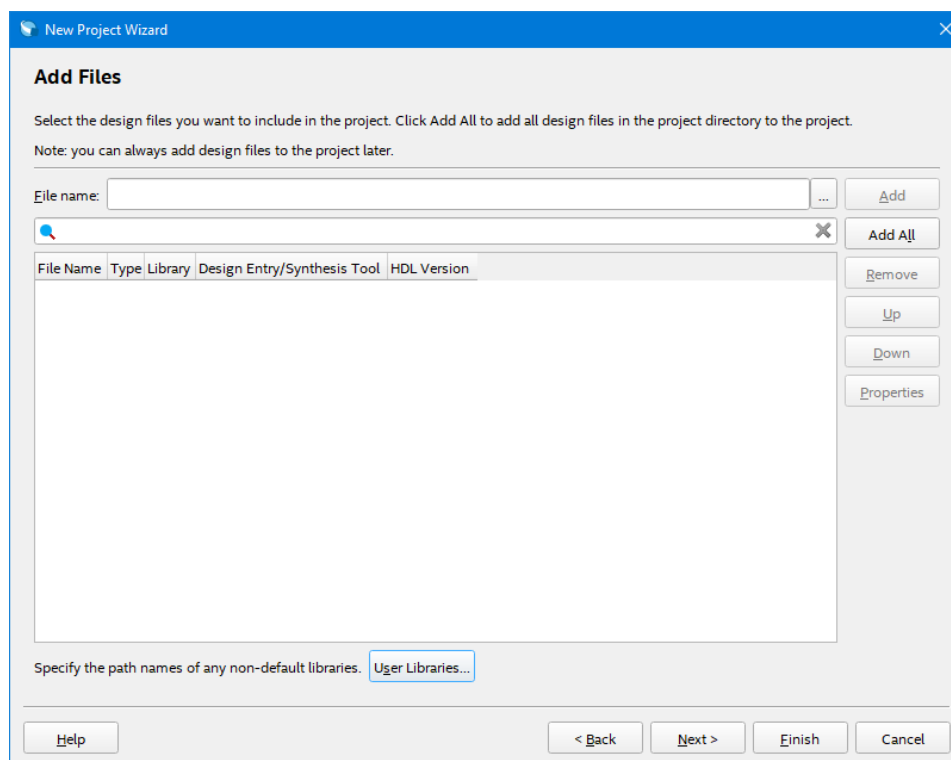 New Project Wizard
Add Files
Select the design files you want to include in the project. Click Add All to add all design files in the project directory to the project.
Note: you can always add design files to the project later.
File name: ... Add
Add All
File Name Type Library Design Entry/Synthesis Tool HDL Version
Remove
Up
Down
Properties
Specify the path names of any non-default libraries. User Libraries...
Help < Back Next > Finish Cancel